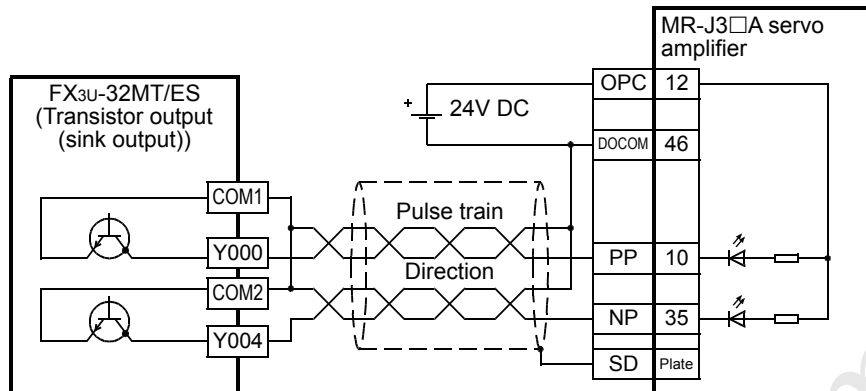 MR-J3□A servo
amplifier
FX3U-32MT/ES
(Transistor output
(sink output))
OPC 12
+ 24V DC
DOCOM 46
COM1
Pulse train
Y000
PP 10
Direction
COM2
NP 35
Y004
SD Plate